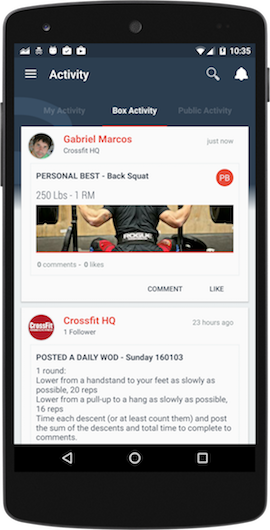 10:35
Activity
My Activity Box Activity Public Activity
Gabriel Marcos just now
Crossfit HQ
PERSONAL BEST - Back Squat PB
250 Lbs - 1 RM
ROGUE
0 comments - 0 likes
COMMENT LIKE
CrossFit
Crossfit HQ 23 hours ago
1 Follower
POSTED A DAILY WOD - Sunday 160103
1 round:
Lower from a handstand to your feet as slowly as
possible, 20 reps
Lower from a pull-up to a hang as slowly as possible,
16 reps
Time each descent (or at least count them) and post
the sum of the descents and total time to complete to
comments.